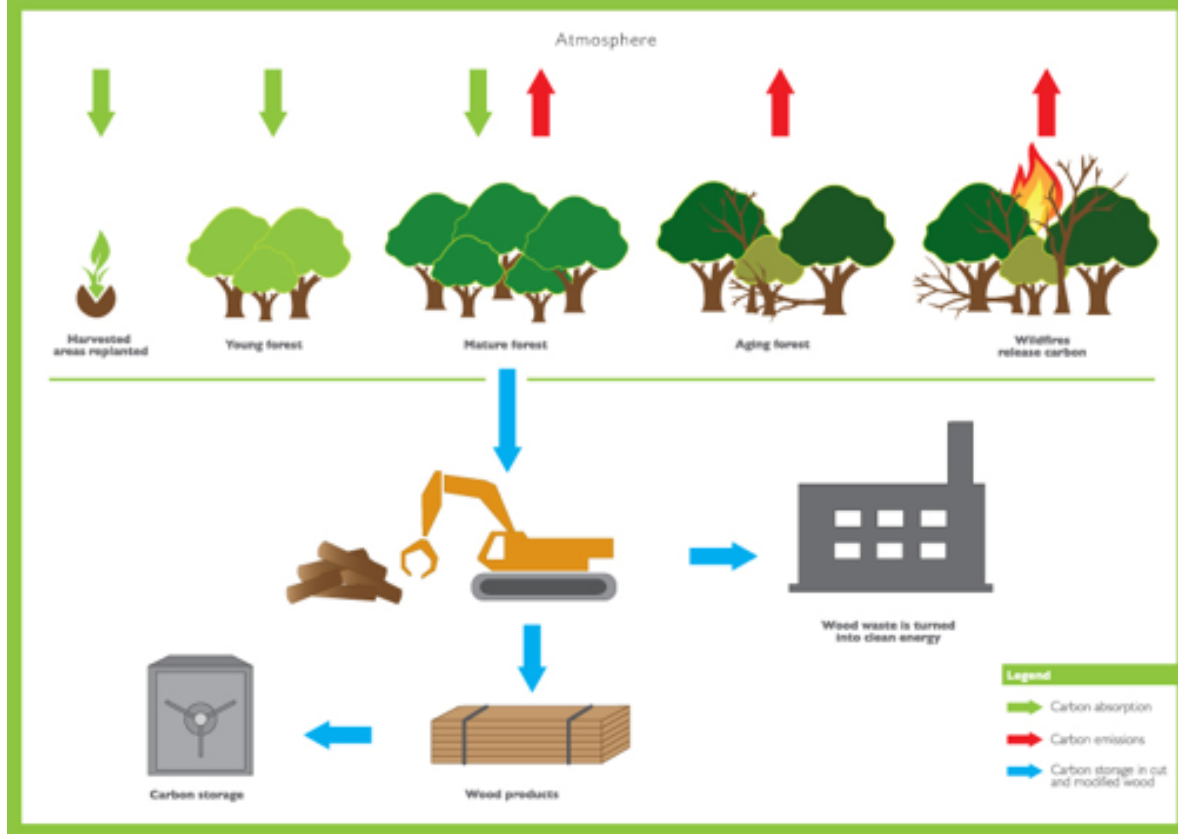 Atmosphere
Harvested
areas replanted
Young forest
Mature forest
Aging forest
Wildfires
release carbon
Wood waste is turned
into clean energy
Carbon storage
Wood products
Legend
Carbon absorption
Carbon emissions
Carbon storage in cut
and modified wood